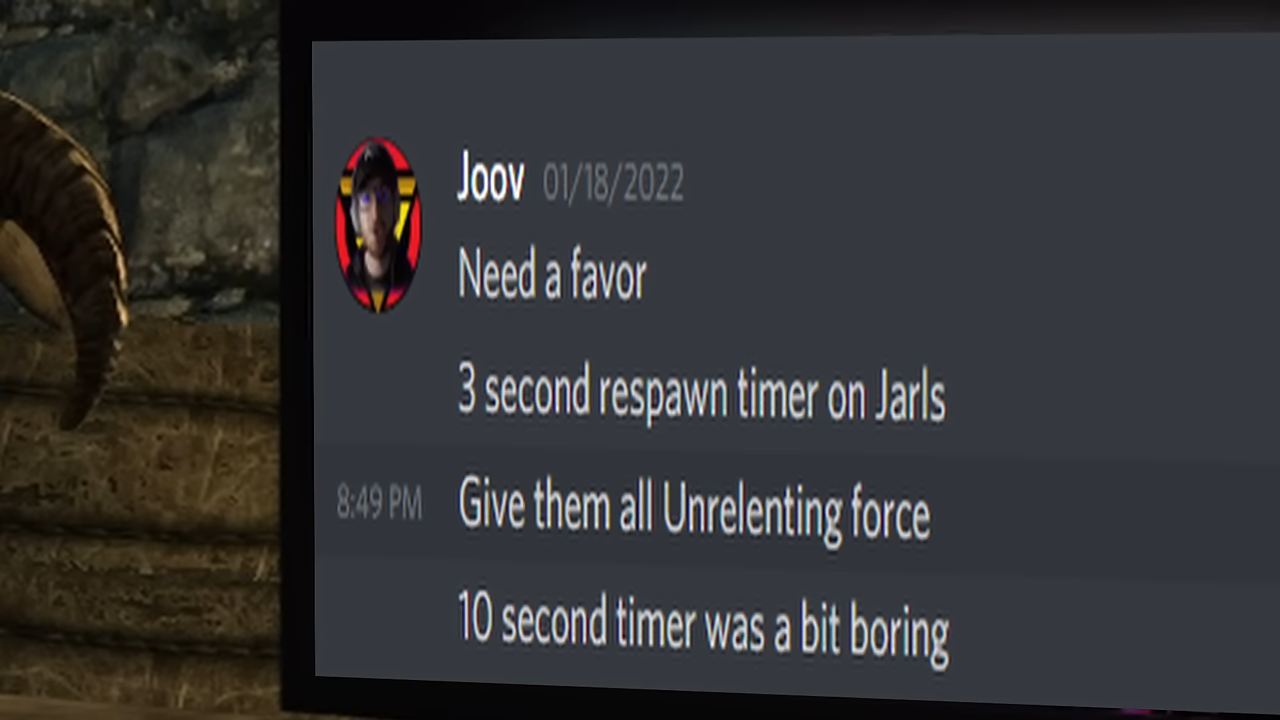 Joov 01/18/2022
Need a favor
3 second respawn timer on Jarls
8:49 PM Give them all Unrelenting force
10 second timer was a bit boring